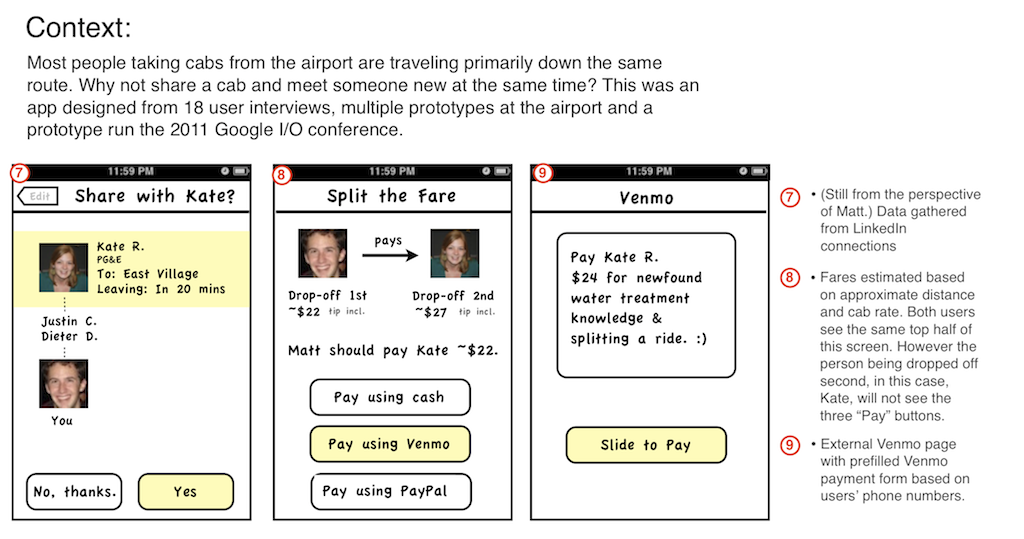 Context:
Most people taking cabs from the airport are traveling primarily down the same
route. Why not share a cab and meet someone new at the same time? This was an
app designed from 18 user interviews, multiple prototypes at the airport and a
prototype run the 2011 Google I/O conference.
7
11:59 PM
Edit
Share with Kate?
Kate R.
PG&E
To: East Village
Leaving: In 20 mins
Justin C.
Dieter D.
You
No, thanks.
Yes
8
11:59 PM
Split the Fare
pays
Drop-off 1st
~$22 tip incl.
Drop-off 2nd
~$27 tip incl.
Matt should pay Kate ~$22.
Pay using cash
Pay using Venmo
Pay using PayPal
9
11:59 PM
Venmo
Pay Kate R.
$24 for newfound
water treatment
knowledge &
splitting a ride. :)
Slide to Pay
7
• (Still from the perspective
of Matt.) Data gathered
from LinkedIn
connections
8
• Fares estimated based
on approximate distance
and cab rate. Both users
see the same top half of
this screen. However the
person being dropped off
second, in this case,
Kate, will not see the
three “Pay” buttons.
9
• External Venmo page
with prefilled Venmo
payment form based on
users’ phone numbers.